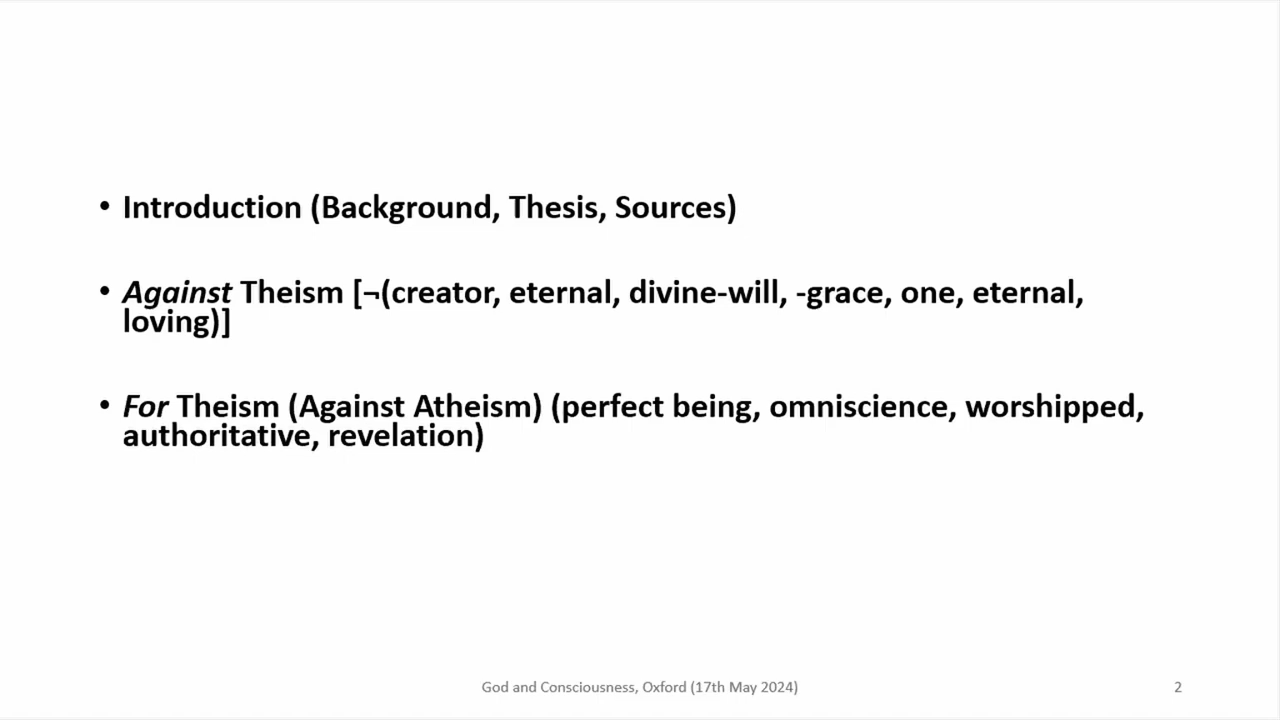 • Introduction (Background, Thesis, Sources)
• Against Theism [¬(creator, eternal, divine-will, -grace, one, eternal,
loving)]
• For Theism (Against Atheism) (perfect being, omniscience, worshipped,
authoritative, revelation)
God and Consciousness, Oxford (17th May 2024)
2